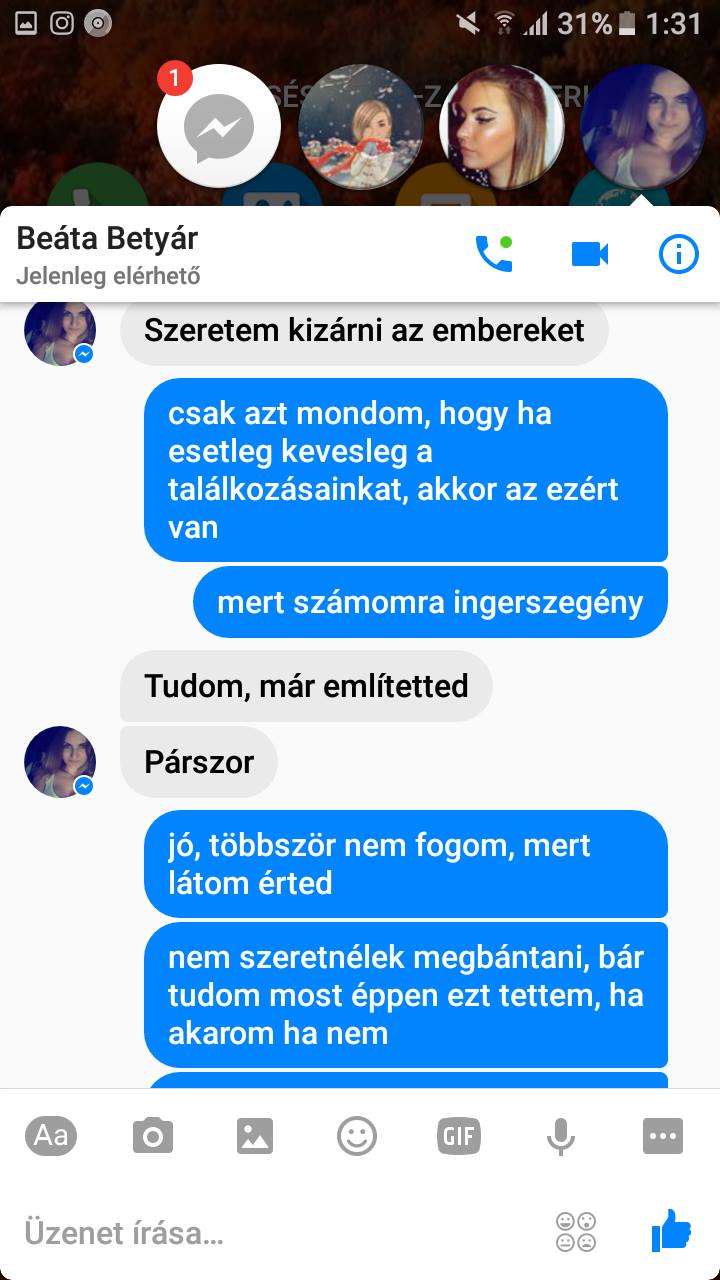 31% 1:31
1
Beáta Betyár
Jelenleg elérhető
Szeretem kizárni az embereket
csak azt mondom, hogy ha
esetleg kevesleg a
találkozásainkat, akkor az ezért
van
mert számomra ingerszegény
Tudom, már említetted
Párszor
jó, többször nem fogom, mert
látom érted
nem szeretnélek megbántani, bár
tudom most éppen ezt tettem, ha
akarom ha nem
Aa
GIF
Üzenet írása...